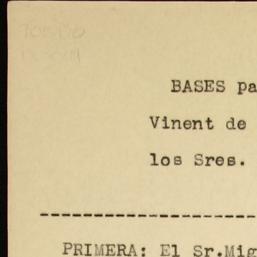 BASES pa
Vinent de
los Sres.
PRIMERA: El Sr.Mig